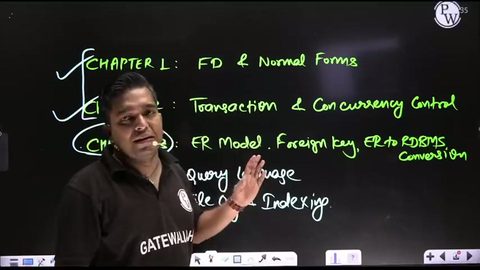 PW
CHAPTER 1 : FD & Normal Forms
Transaction & Concurrency Control
ER Model, Foreign Key, ER to RDBMS Conversion
Query language
Indexing.
GATEWALLAH